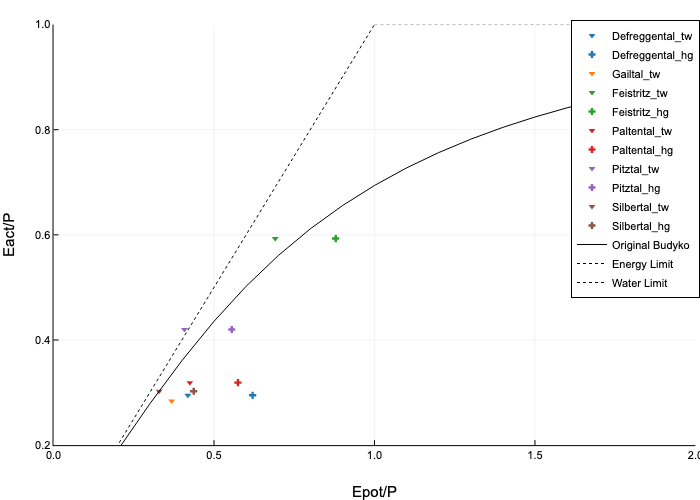 1.0
0.8
0.6
0.4
0.2
Eact/P
0.0
0.5
1.0
1.5
2.0
Epot/P
Defreggental_tw
Defreggental_hg
Gailtal_tw
Feistritz_tw
Feistritz_hg
Paltental_tw
Paltental_hg
Pitztal_tw
Pitztal_hg
Silbertal_tw
Silbertal_hg
Original Budyko
Energy Limit
Water Limit